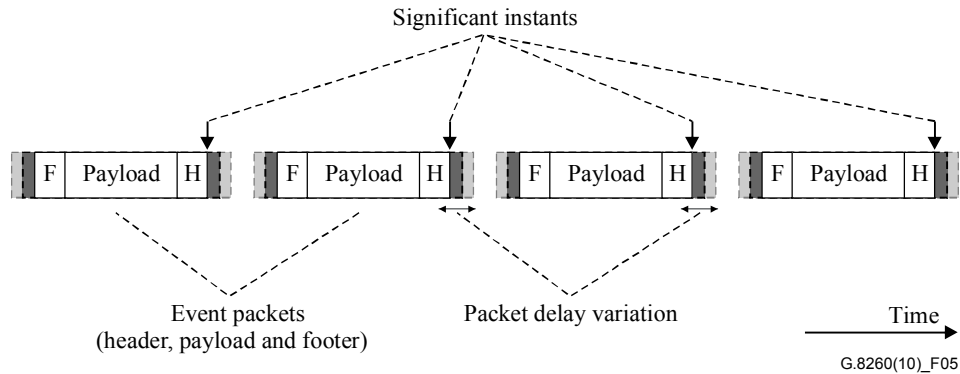 Significant instants
F Payload H F Payload H F Payload H F Payload H
Event packets
(header, payload and footer)
Packet delay variation
Time
G.8260(10)_F05